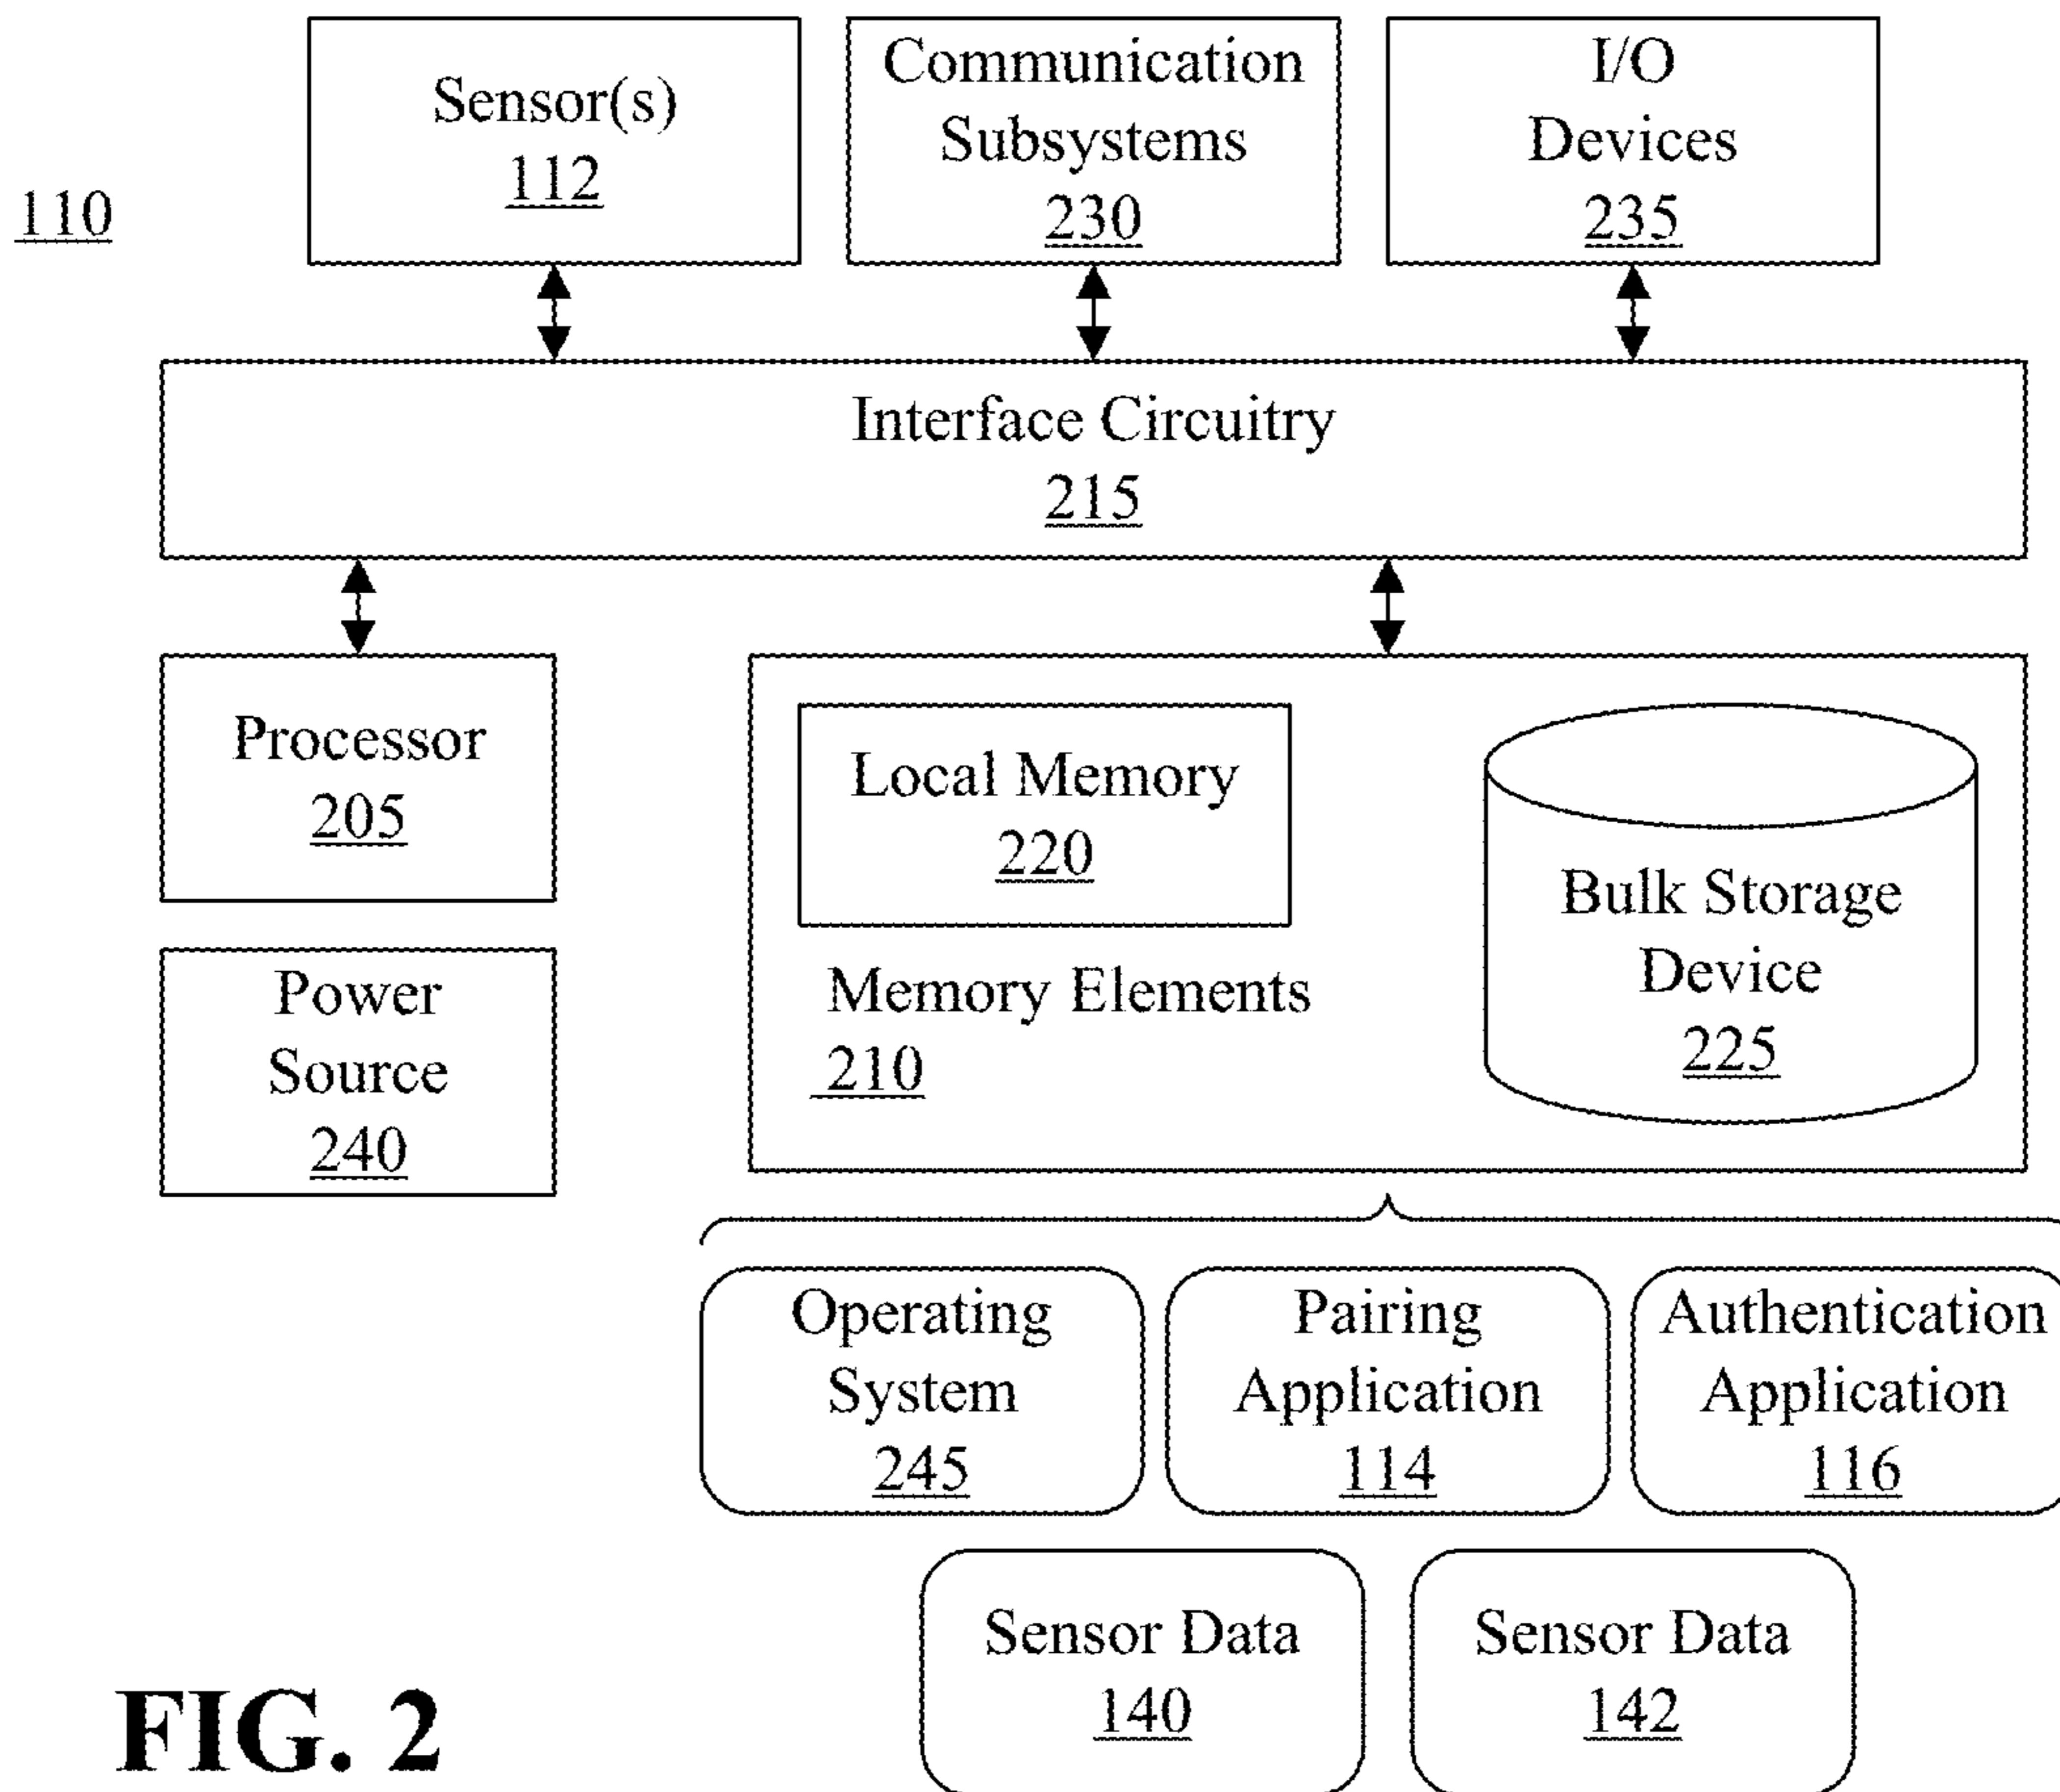 Sensor(s)
112
Communication
Subsystems
230
I/O
Devices
235
110
Interface Circuitry
215
Processor
205
Local Memory
220
Memory Elements
210
Bulk Storage
Device
225
Power
Source
240
Operating
System
245
Pairing
Application
114
Authentication
Application
116
Sensor Data
140
Sensor Data
142
FIG. 2